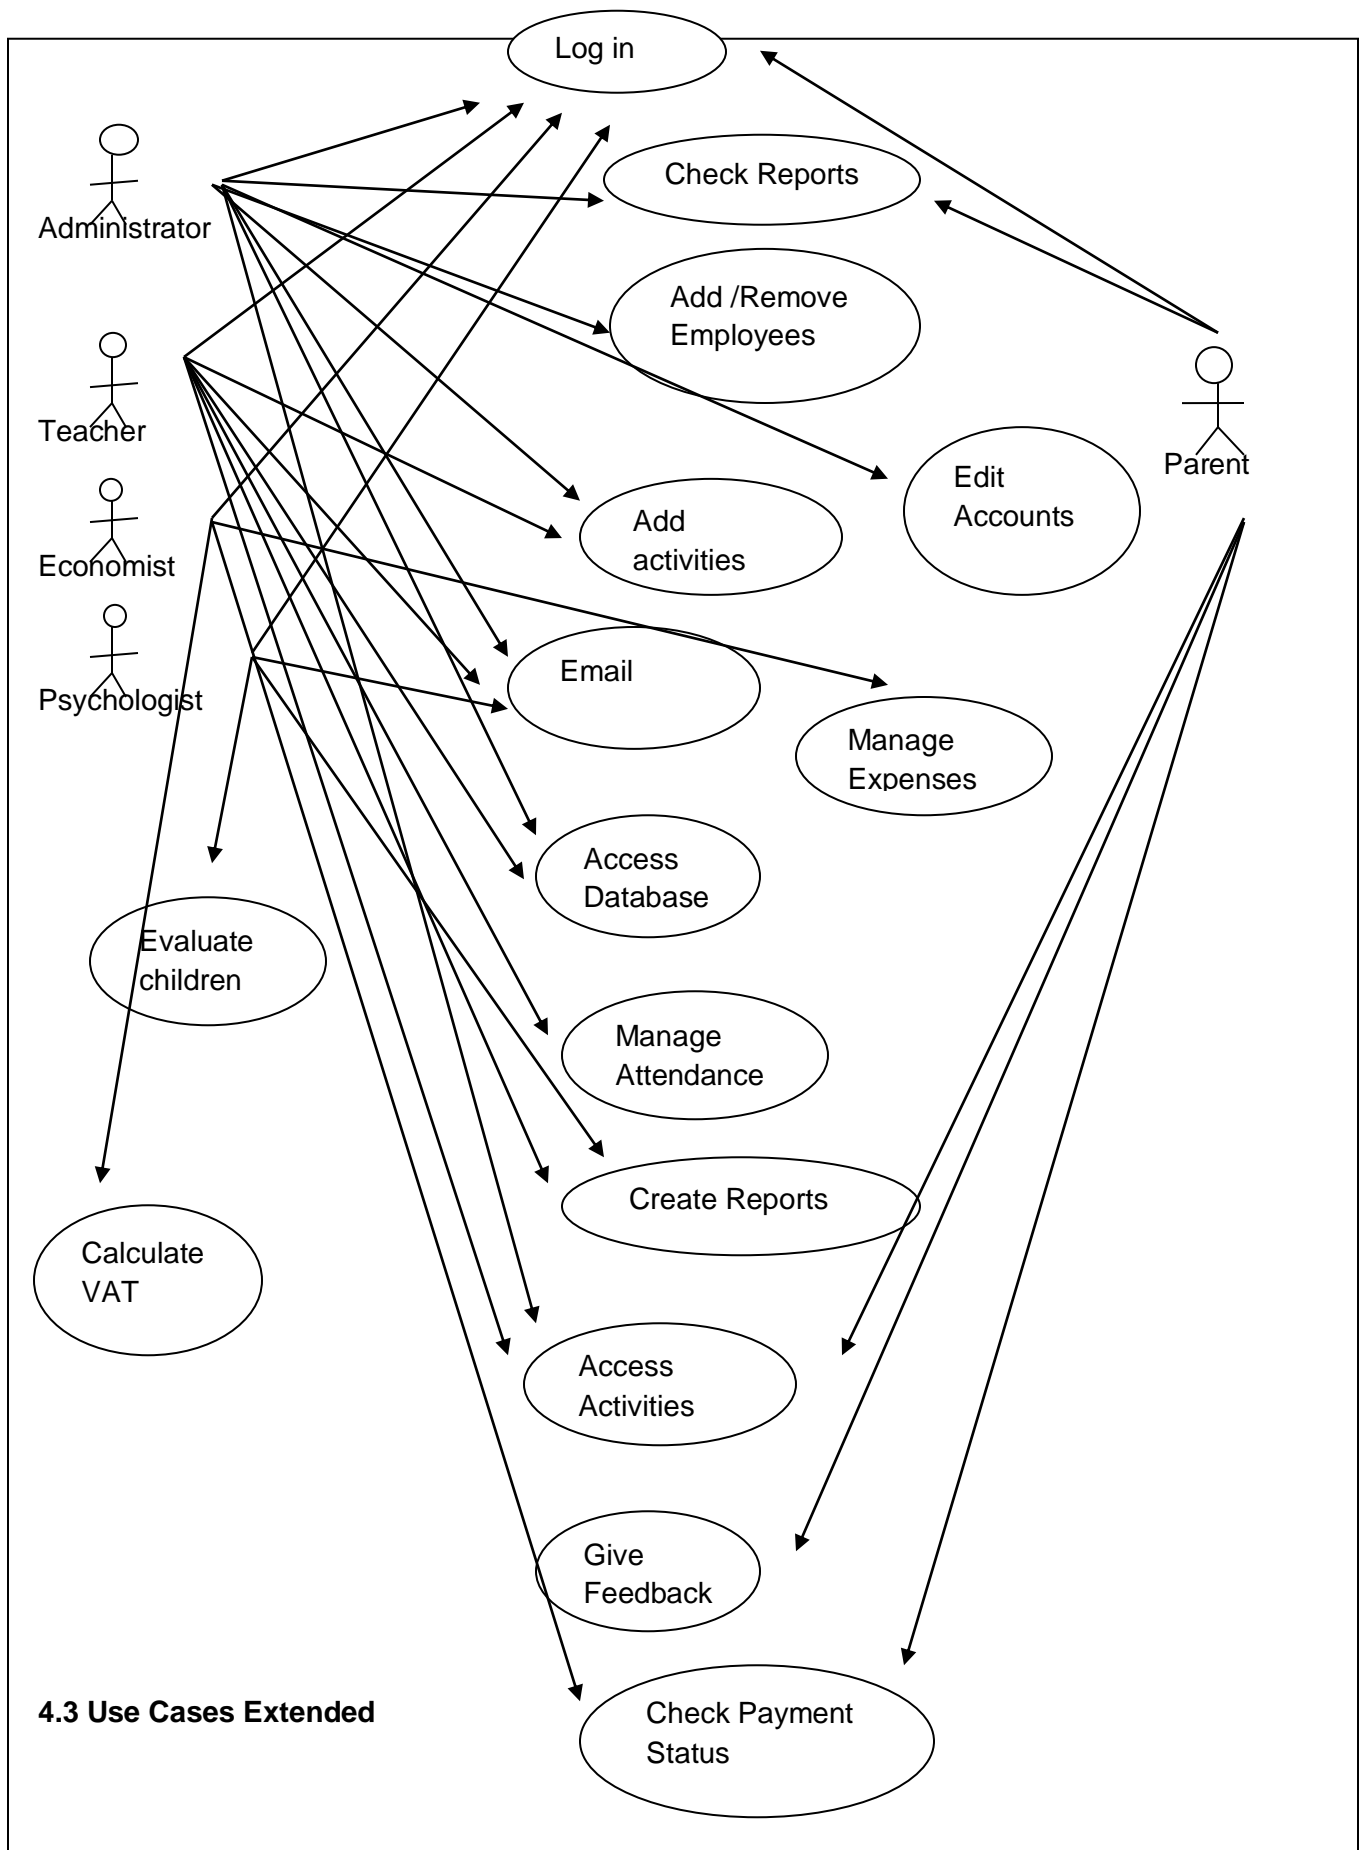 Log in
Check Reports
Administrator
Add /Remove
Employees
Teacher
Parent
Edit
Accounts
Add
activities
Economist
Email
Psychologist
Manage
Expenses
Access
Database
Evaluate
children
Manage
Attendance
Create Reports
Calculate
VAT
Access
Activities
Give
Feedback
4.3 Use Cases Extended
Check Payment
Status